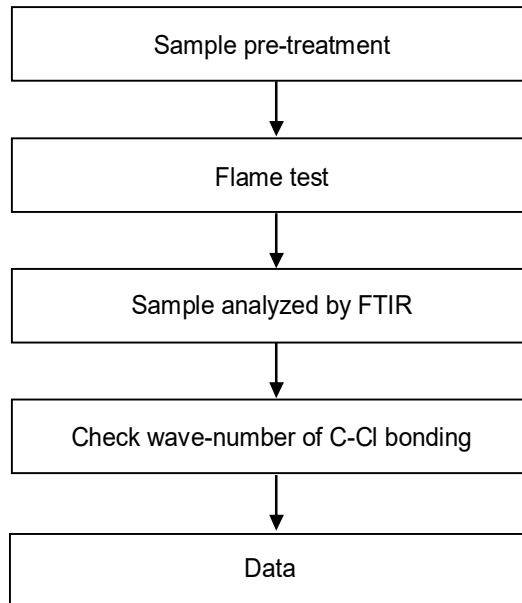 Sample pre-treatment
Flame test
Sample analyzed by FTIR
Check wave-number of C-Cl bonding
Data